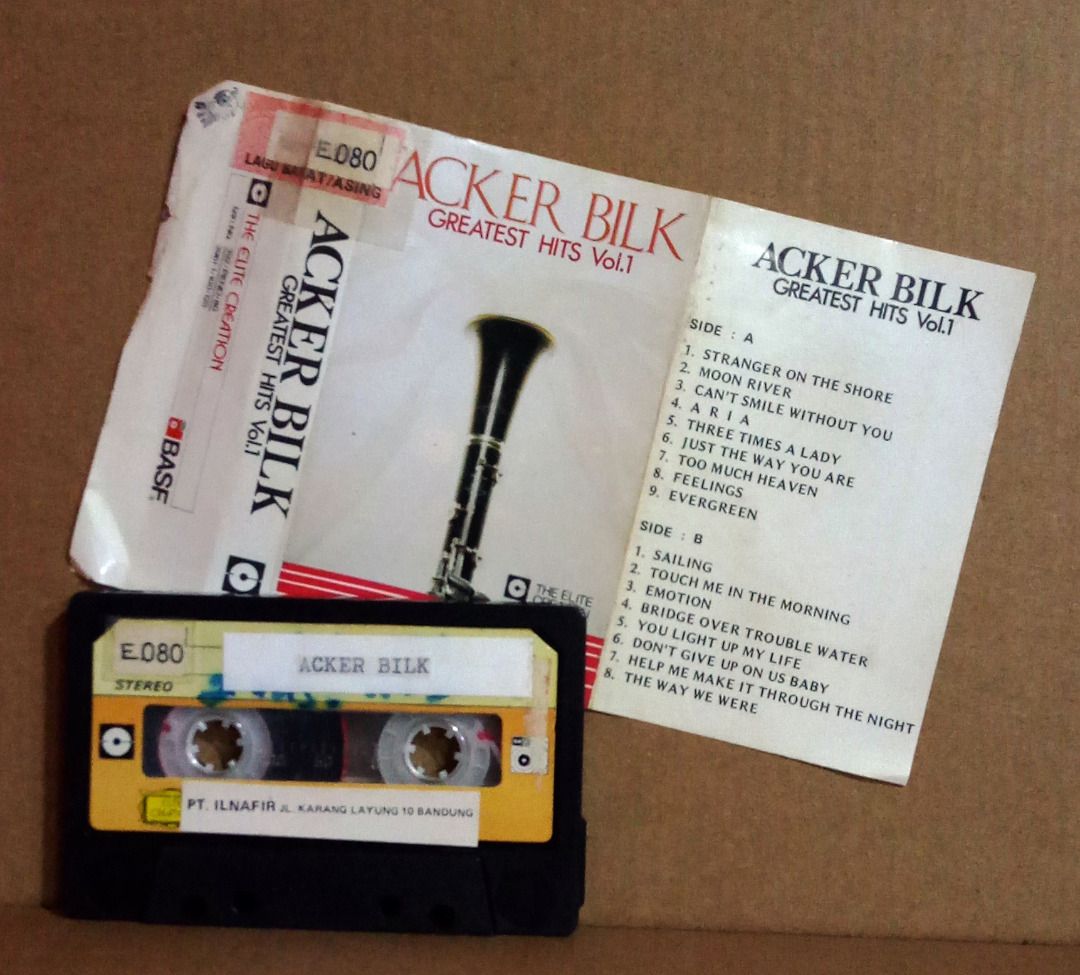 E.080
LAGU BARAT/ASING
THE ELITE CREATION
BASF
ACKER BILK
GREATEST HITS Vol.1
ACKER BILK
GREATEST HITS Vol.1
THE ELITE
ACKER BILK
GREATEST HITS Vol.1
SIDE : A
1. STRANGER ON THE SHORE
2. MOON RIVER
3. CAN'T SMILE WITHOUT YOU
4. A R I A
5. THREE TIMES A LADY
6. JUST THE WAY YOU ARE
7. TOO MUCH HEAVEN
8. FEELINGS
9. EVERGREEN
SIDE : B
1. SAILING
2. TOUCH ME IN THE MORNING
3. EMOTION
4. BRIDGE OVER TROUBLE WATER
5. YOU LIGHT UP MY LIFE
6. DON'T GIVE UP ON US BABY
7. HELP ME MAKE IT THROUGH THE NIGHT
8. THE WAY WE WERE
E.080
ACKER BILK
STEREO
PT. ILNAFIR JL. KARANG LAYUNG 10 BANDUNG